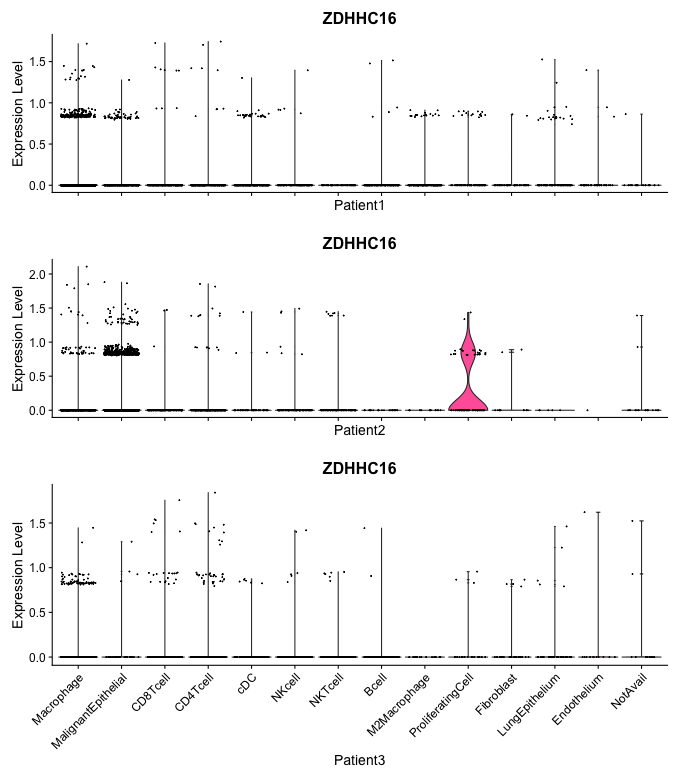 ZDHHC16
Expression Level
1.5
1.0
0.5
0.0
Patient1
ZDHHC16
Expression Level
2.0
1.5
1.0
0.5
0.0
Patient2
ZDHHC16
Expression Level
1.5
1.0
0.5
0.0
Macrophage
MalignantEpithelial
CD8Tcell
CD4Tcell
cDC
NKcell
NKTcell
Bcell
M2Macrophage
ProliferatingCell
Fibroblast
LungEpithelium
Endothelium
NotAvail
Patient3